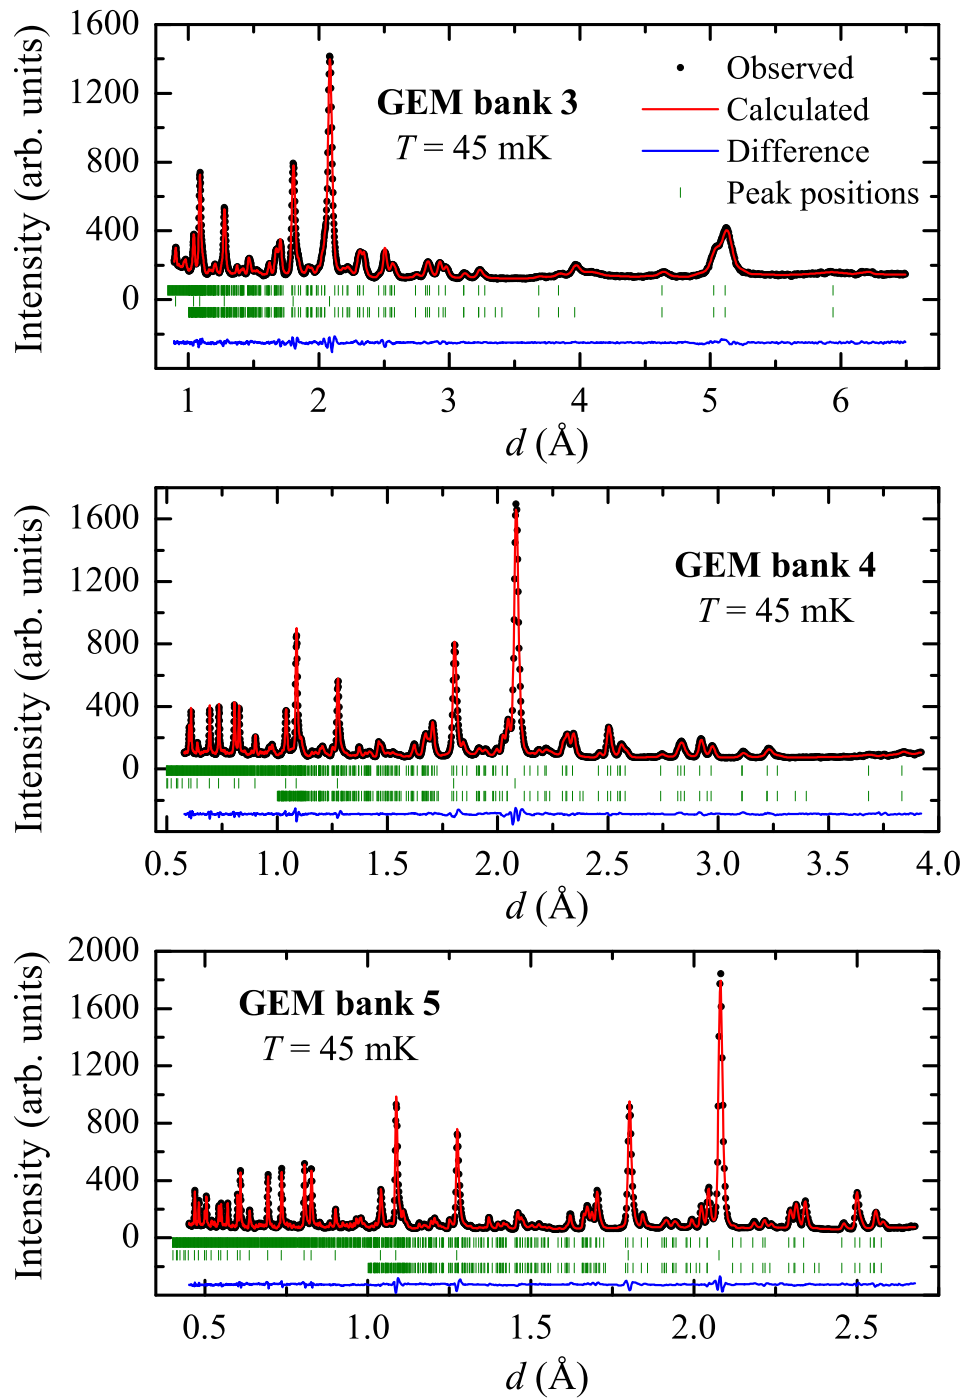 1600
1200
800
400
0
Intensity (arb. units)
GEM bank 3
T = 45 mK
Observed
Calculated
Difference
Peak positions
1 2 3 4 5 6
d (Å)
1600
1200
800
400
0
Intensity (arb. units)
GEM bank 4
T = 45 mK
0.5 1.0 1.5 2.0 2.5 3.0 3.5 4.0
d (Å)
2000
1600
1200
800
400
0
Intensity (arb. units)
GEM bank 5
T = 45 mK
0.5 1.0 1.5 2.0 2.5
d (Å)